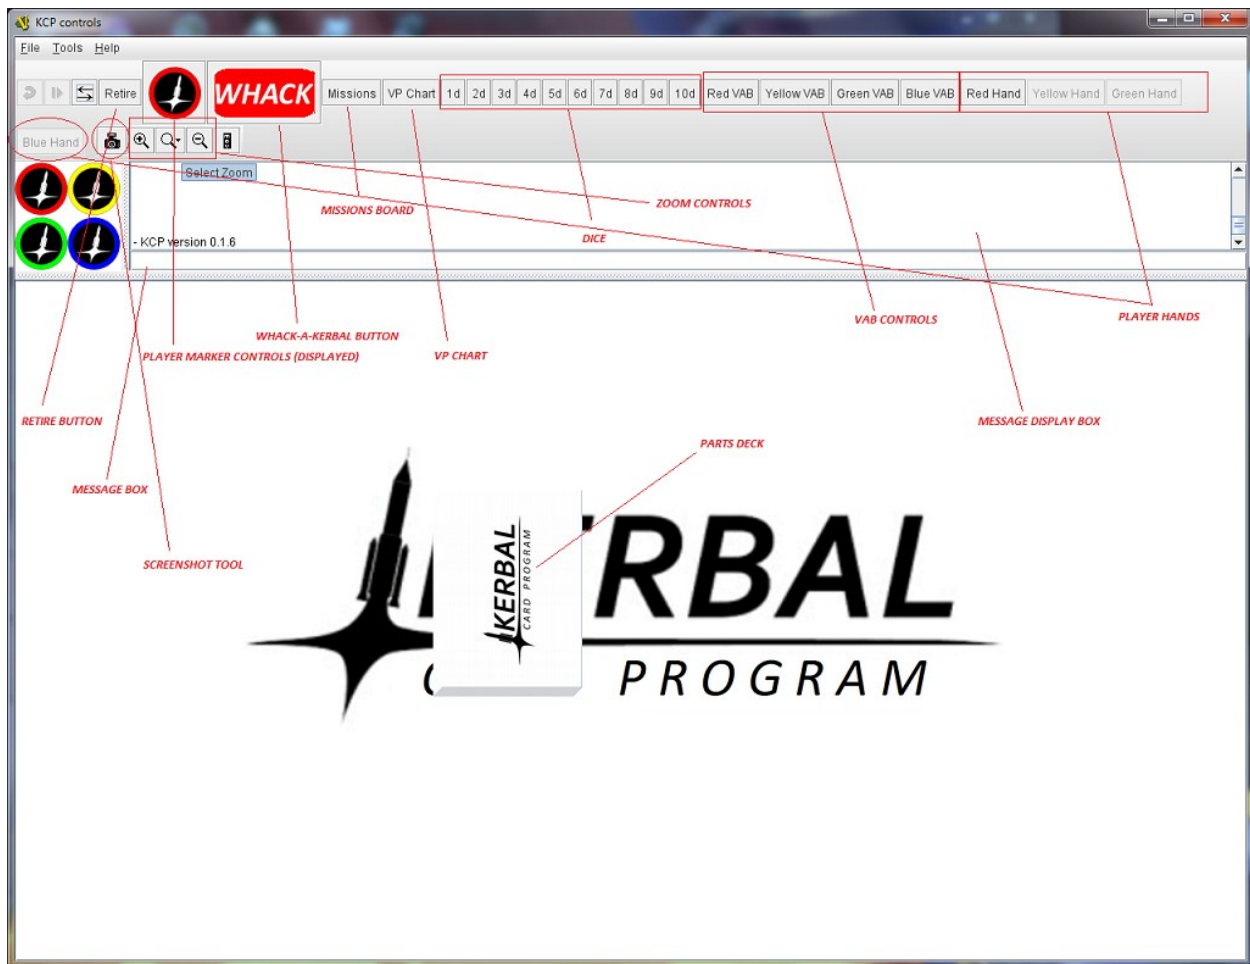 KCP controls
File Tools Help
Retire WHACK Missions VP Chart 1d 2d 3d 4d 5d 6d 7d 8d 9d 10d Red VAB Yellow VAB Green VAB Blue VAB Red Hand Yellow Hand Green Hand
Blue Hand
Select Zoom
ZOOM CONTROLS
MISSIONS BOARD
DICE
- KCP version 0.1.6
PLAYER HANDS
VAB CONTROLS
WHACK-A-KERBAL BUTTON
PLAYER MARKER CONTROLS (DISPLAYED)
VP CHART
RETIRE BUTTON
MESSAGE DISPLAY BOX
PARTS DECK
MESSAGE BOX
SCREENSHOT TOOL
KERBAL
CARD PROGRAM
KERBAL
C PROGRAM